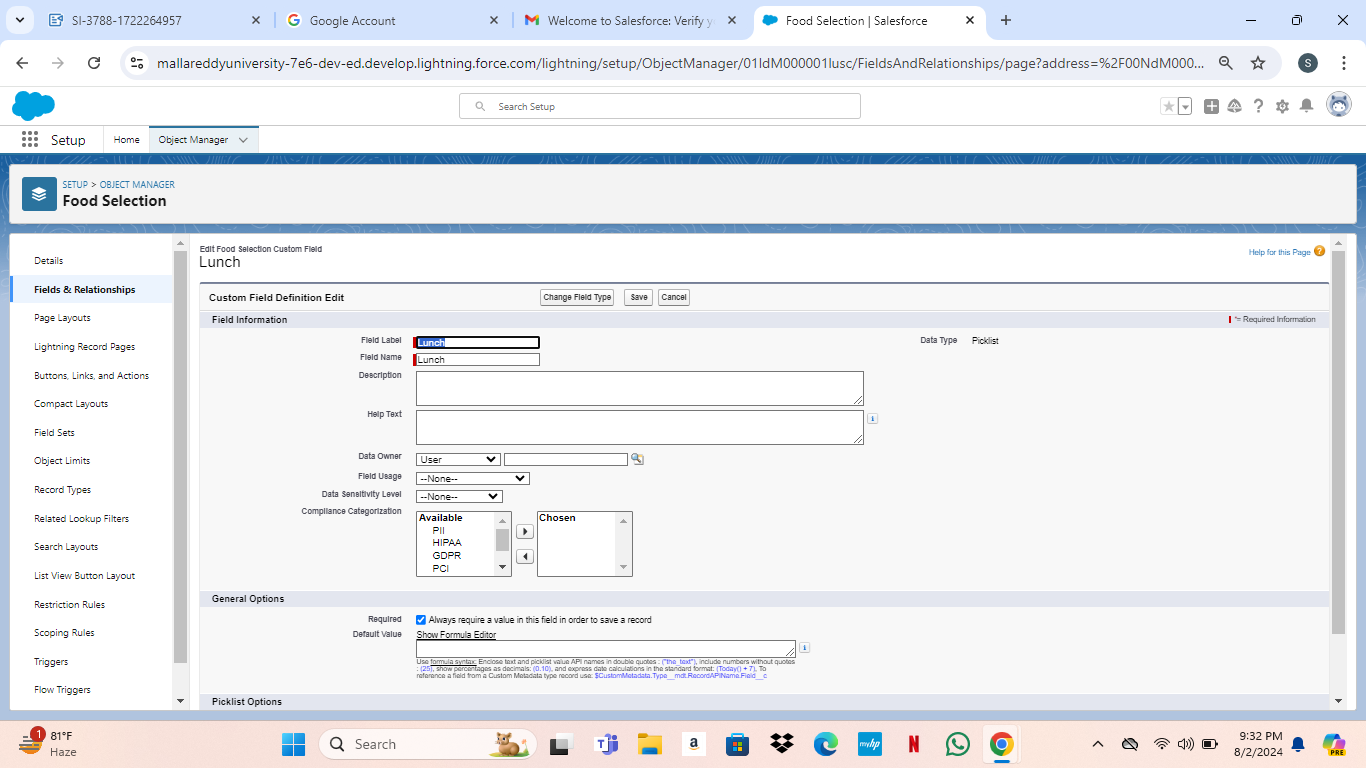 SI-3788-1722264957
Google Account
Welcome to Salesforce: Verify y
Food Selection | Salesforce
mallareddyuniversity-7e6-dev-ed.develop.lightning.force.com/lightning/setup/ObjectManager/01IdM000001Iusc/FieldsAndRelationships/page?address=%2F00NdM000...
S
Search Setup
Setup
Home
Object Manager
SETUP > OBJECT MANAGER
Food Selection
Details
Fields & Relationships
Page Layouts
Lightning Record Pages
Buttons, Links, and Actions
Compact Layouts
Field Sets
Object Limits
Record Types
Related Lookup Filters
Search Layouts
List View Button Layout
Restriction Rules
Scoping Rules
Triggers
Flow Triggers
Edit Food Selection Custom Field
Lunch
Help for this Page
Custom Field Definition Edit
Change Field Type
Save
Cancel
Field Information
*= Required Information
Field Label
Lunch
Data Type
Picklist
Field Name
Lunch
Description
Help Text
Data Owner
User
Field Usage
--None--
Data Sensitivity Level
--None--
Compliance Categorization
Available
PII
HIPAA
GDPR
PCI
Chosen
General Options
Required
Always require a value in this field in order to save a record
Default Value
Show Formula Editor
Use formula syntax: Enclose text and picklist value API names in double quotes : ("the_text"), include numbers without quotes
: (25), show percentages as decimals: (0.10), and express date calculations in the standard format: (Today() + 7), To
reference a field from a Custom Metadata type record use: $CustomMetadata.Type__mdt.RecordAPIName.Field__c
Picklist Options
1
81°F
Haze
Search
a
myhp
N
9:32 PM
8/2/2024
PRE